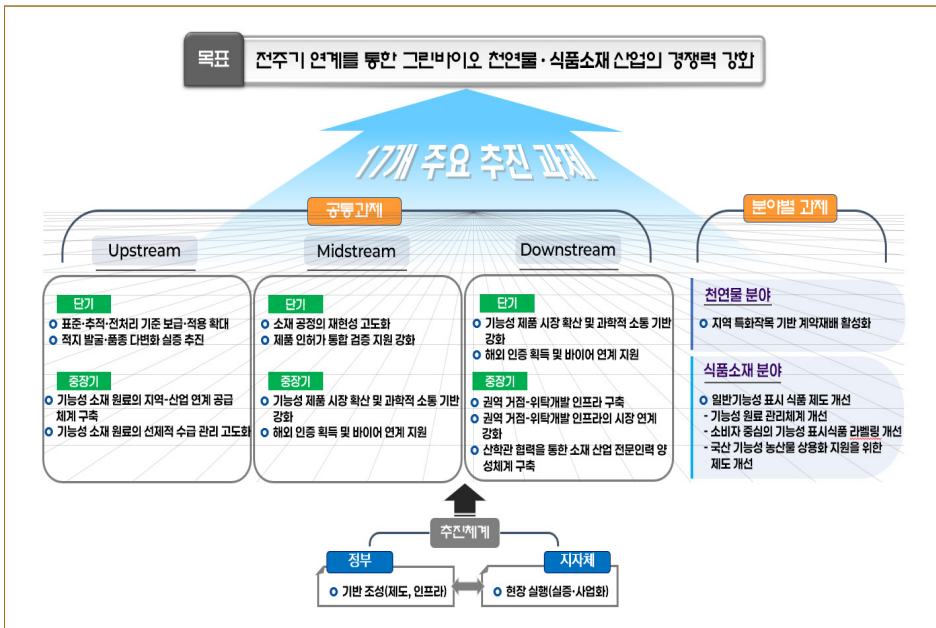 목표
전주기 연계를 통한 그린바이오 천연물·식품소재 산업의 경쟁력 강화
17개 주요 추진 과제
공통과제
분야별 과제
Upstream
단기
표준·추적·전처리 기준 보급·적용 확대
적지 발굴·품종 다변화 실증 추진
중장기
기능성 소재 원료의 지역-산업 연계 공급
체계 구축
기능성 소재 원료의 선제적 수급 관리 고도화
Midstream
단기
소재 공정의 재현성 고도화
제품 인허가 통합 검증 지원 강화
중장기
기능성 제품 시장 확산 및 과학적 소통 기반
강화
해외 인증 획득 및 바이어 연계 지원
Downstream
단기
기능성 제품 시장 확산 및 과학적 소통 기반
강화
해외 인증 획득 및 바이어 연계 지원
중장기
권역 거점-위탁개발 인프라 구축
권역 거점-위탁개발 인프라의 시장 연계
강화
산학관 협력을 통한 소재 산업 전문인력 양
성체계 구축
천연물 분야
지역 특화작목 기반 계약재배 활성화
식품소재 분야
일반기능성 표시 식품 제도 개선
- 기능성 원료 관리체계 개선
- 소비자 중심의 기능성 표시식품 라벨링 개선
- 국산 기능성 농산물 상용화 지원을 위한
제도 개선
추진체계
정부
기반 조성(제도, 인프라)
지자체
현장 실행(실증·사업화)